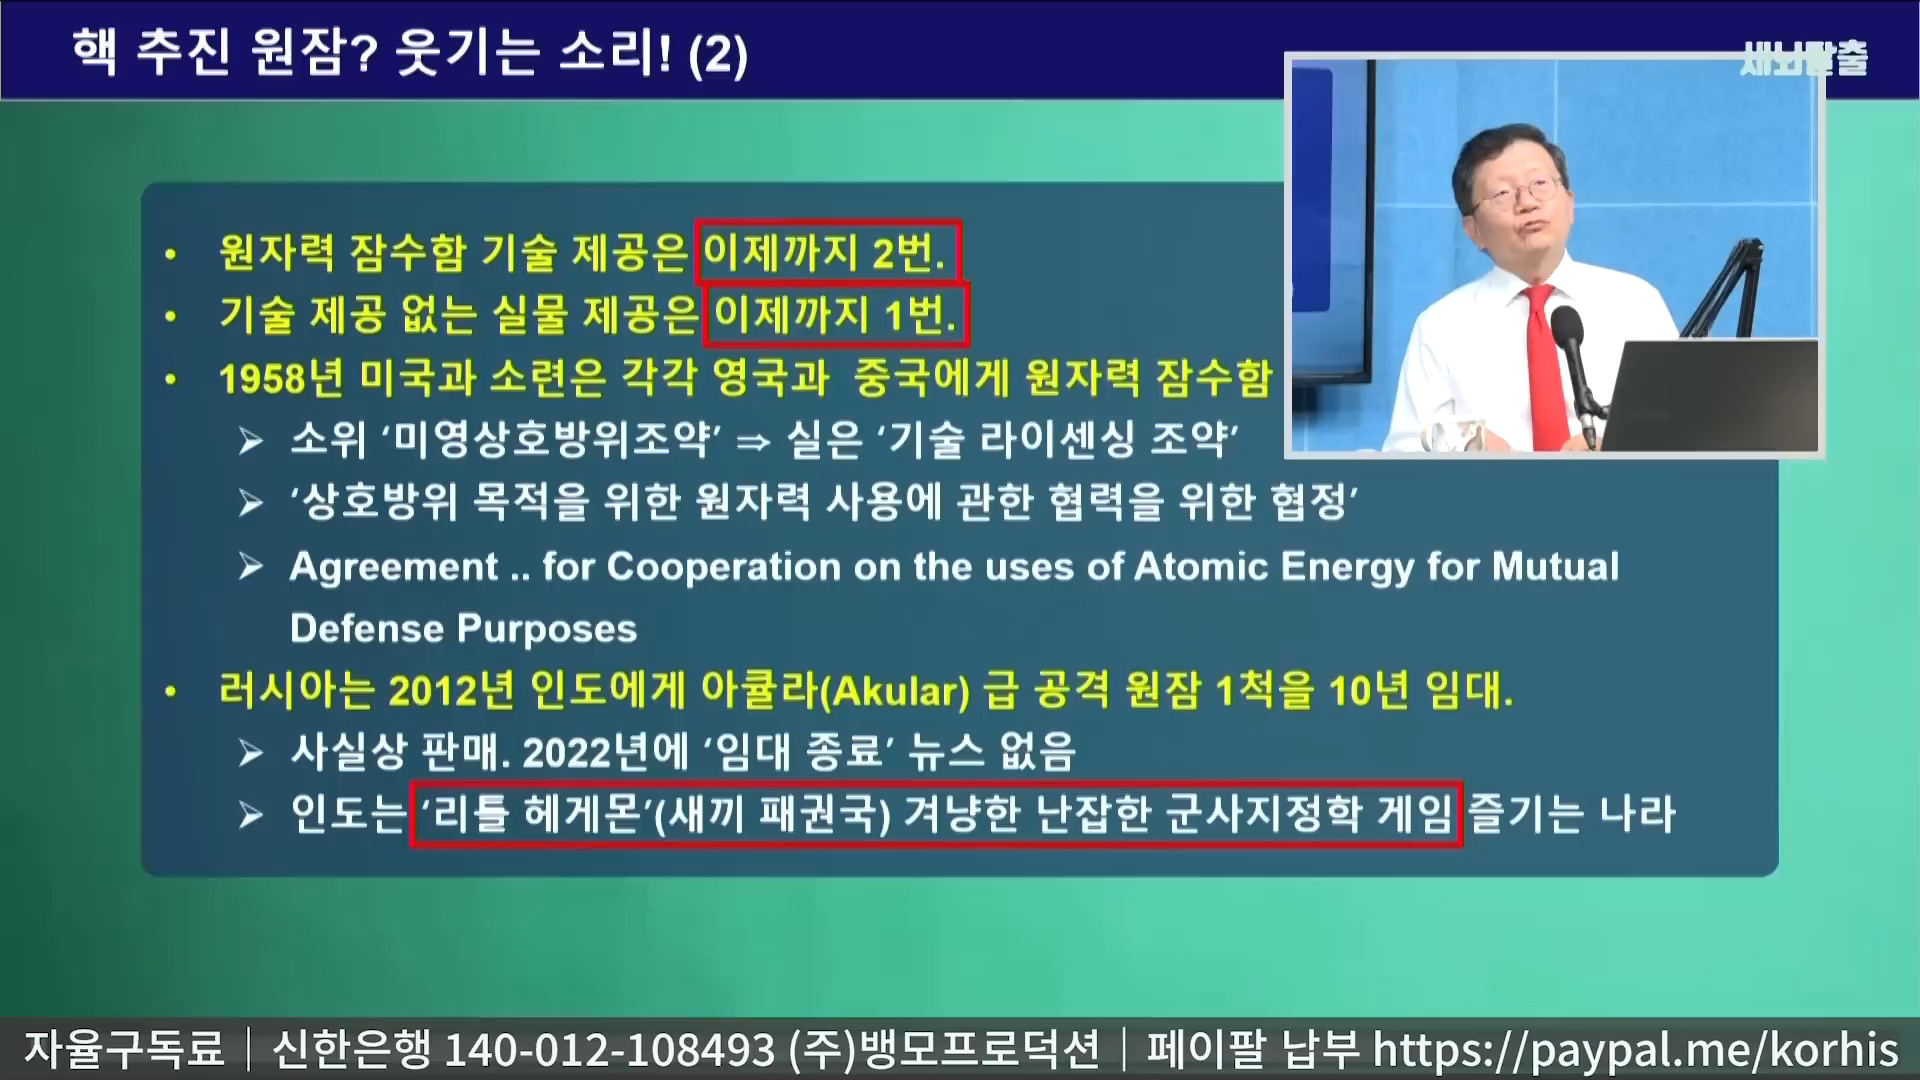 핵 추진 원잠? 웃기는 소리! (2)
세뇌탈출
• 원자력 잠수함 기술 제공은 이제까지 2번.
• 기술 제공 없는 실물 제공은 이제까지 1번.
• 1958년 미국과 소련은 각각 영국과 중국에게 원자력 잠수함
➢ 소위 ‘미영상호방위조약’ ⇒ 실은 ‘기술 라이센싱 조약’
➢ ‘상호방위 목적을 위한 원자력 사용에 관한 협력을 위한 협정’
➢ Agreement .. for Cooperation on the uses of Atomic Energy for Mutual
Defense Purposes
• 러시아는 2012년 인도에게 아쿨라(Akular) 급 공격 원잠 1척을 10년 임대.
➢ 사실상 판매. 2022년에 ‘임대 종료’ 뉴스 없음
➢ 인도는 ‘리틀 헤게몬’(새끼 패권국) 겨냥한 난잡한 군사지정학 게임 즐기는 나라
자율구독료｜신한은행 140-012-108493 (주)뱅모프로덕션｜페이팔 납부 https://paypal.me/korhis